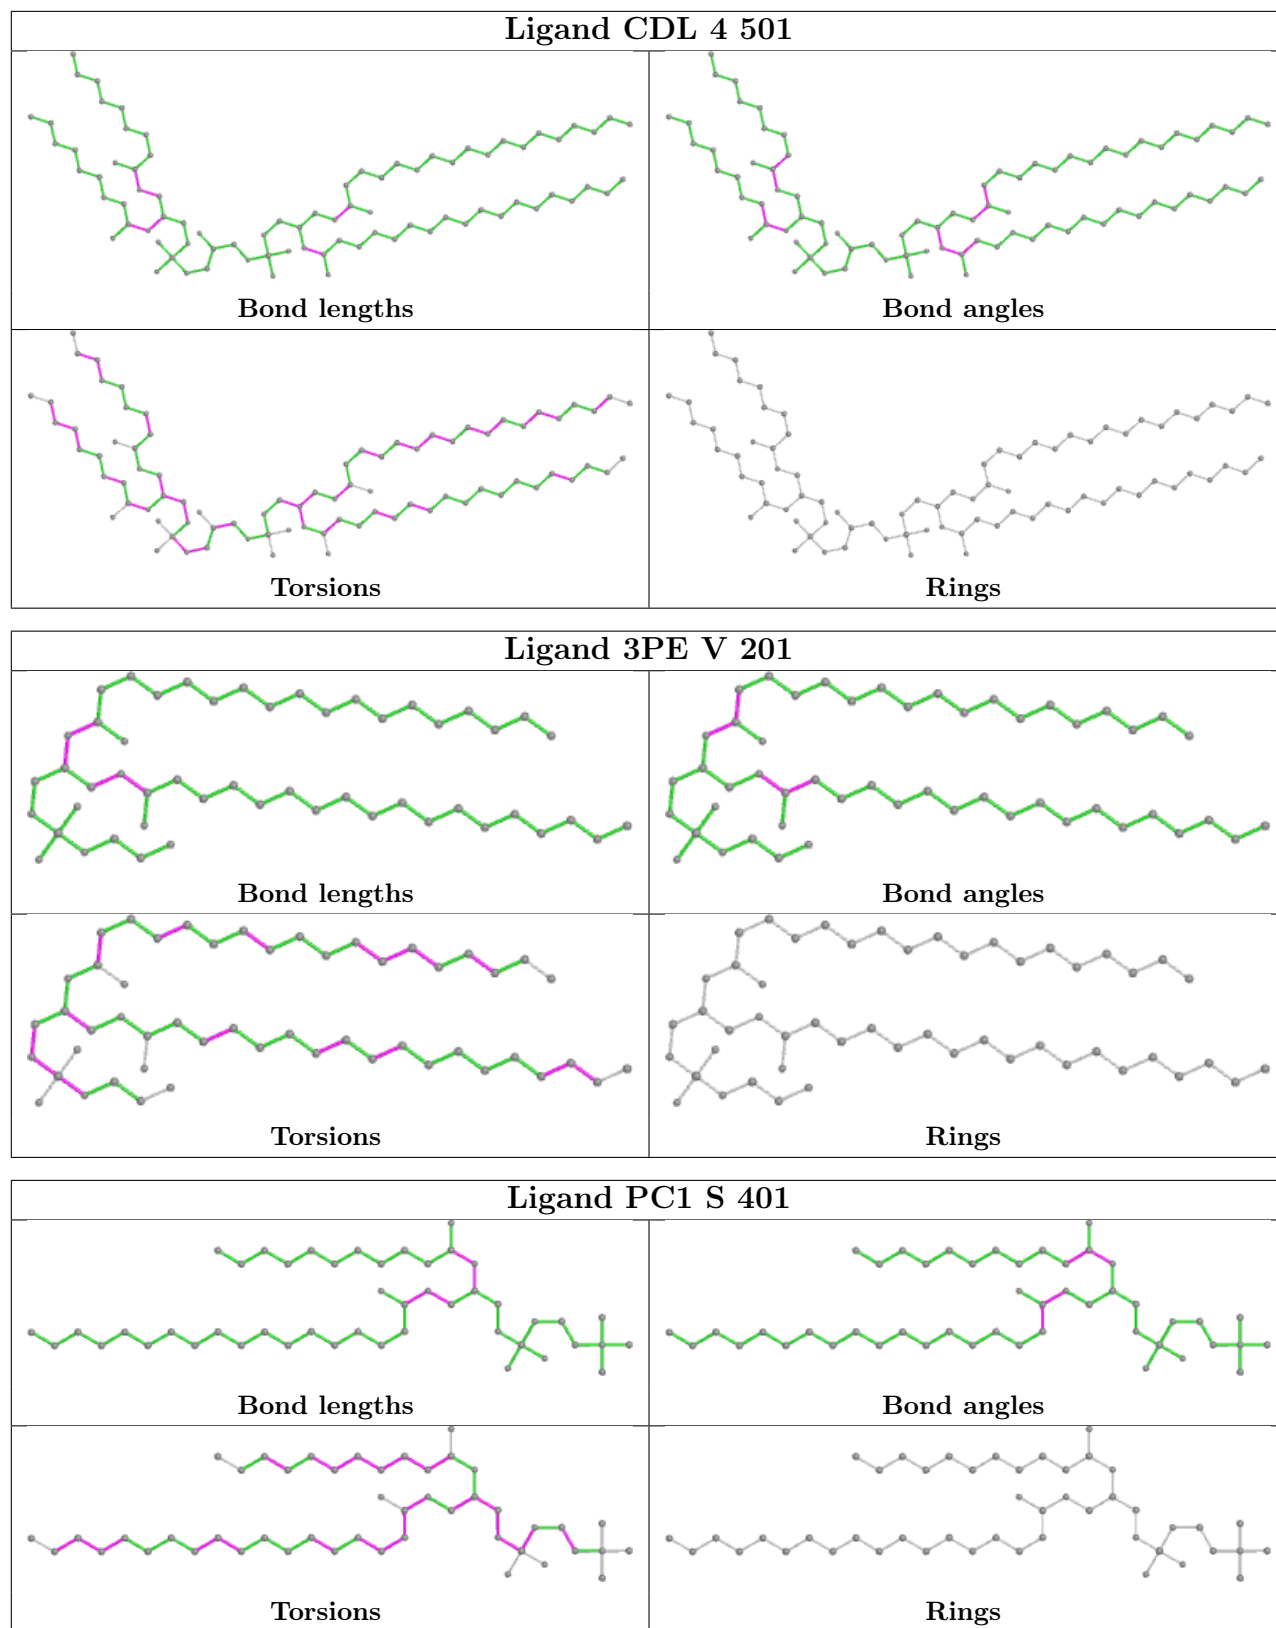 Ligand CDL 4 501
Bond lengths
Bond angles
Torsions
Rings
Ligand 3PE V 201
Bond lengths
Bond angles
Torsions
Rings
Ligand PC1 S 401
Bond lengths
Bond angles
Torsions
Rings